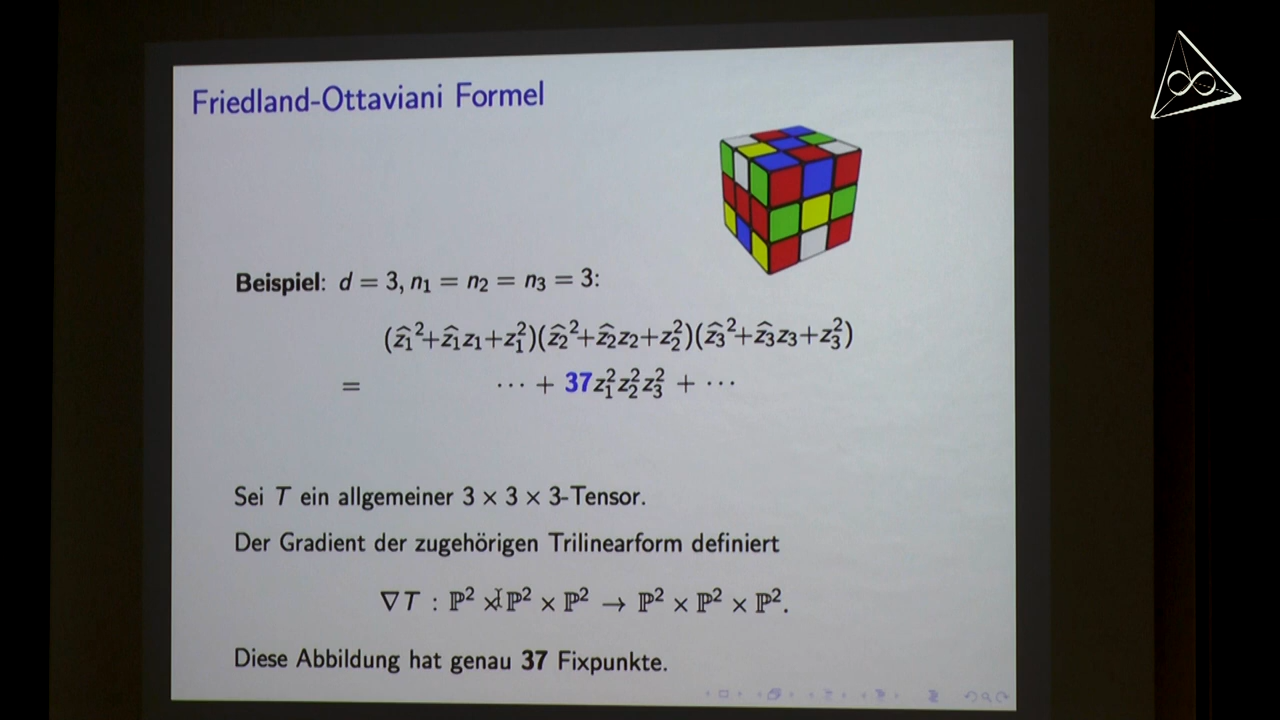 Friedland-Ottaviani Formel
Beispiel: d = 3, n₁ = n₂ = n₃ = 3:
(ẑ₁²+ẑ₁z₁+z₁²)(ẑ₂²+ẑ₂z₂+z₂²)(ẑ₃²+ẑ₃z₃+z₃²)
= ··· + 37z₁²z₂²z₃² + ···
Sei T ein allgemeiner 3 × 3 × 3-Tensor.
Der Gradient der zugehörigen Trilinearform definiert
∇T : ℙ² × ℙ² × ℙ² → ℙ² × ℙ² × ℙ².
Diese Abbildung hat genau 37 Fixpunkte.